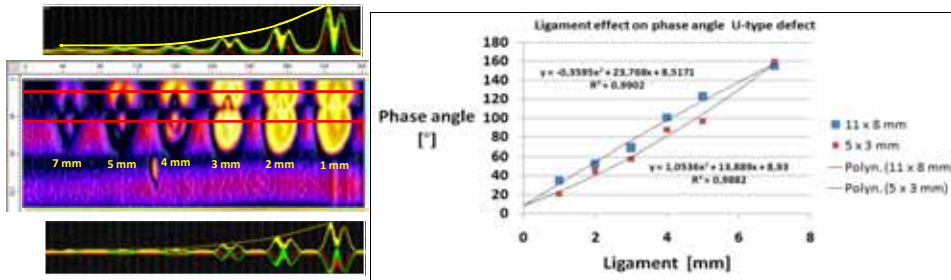 7 mm 5 mm 4 mm 3 mm 2 mm 1 mm
Ligament effect on phase angle U-type defect
180
160
140
120
100
80
60
40
20
0
Phase angle
[°]
y = -0,3595x² + 23,768x + 8,5171
R² = 0,9902
y = 1,0536x² + 13,889x + 8,93
R² = 0,9882
0 2 4 6 8
Ligament [mm]
11 x 8 mm
5 x 3 mm
Polyn. (11 x 8 mm)
Polyn. (5 x 3 mm)